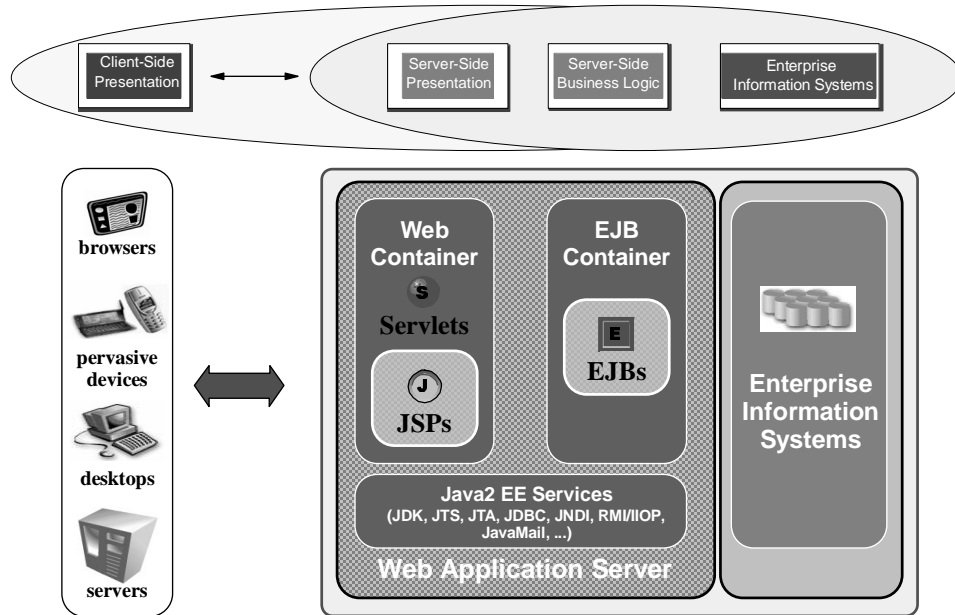 Client-Side
Presentation
Server-Side
Presentation
Server-Side
Business Logic
Enterprise
Information Systems
browsers
pervasive
devices
desktops
servers
Web
Container
S
Servlets
J
JSPs
EJB
Container
E
EJBs
Java2 EE Services
(JDK, JTS, JTA, JDBC, JNDI, RMI/IIOP,
JavaMail, ...)
Web Application Server
Enterprise
Information
Systems